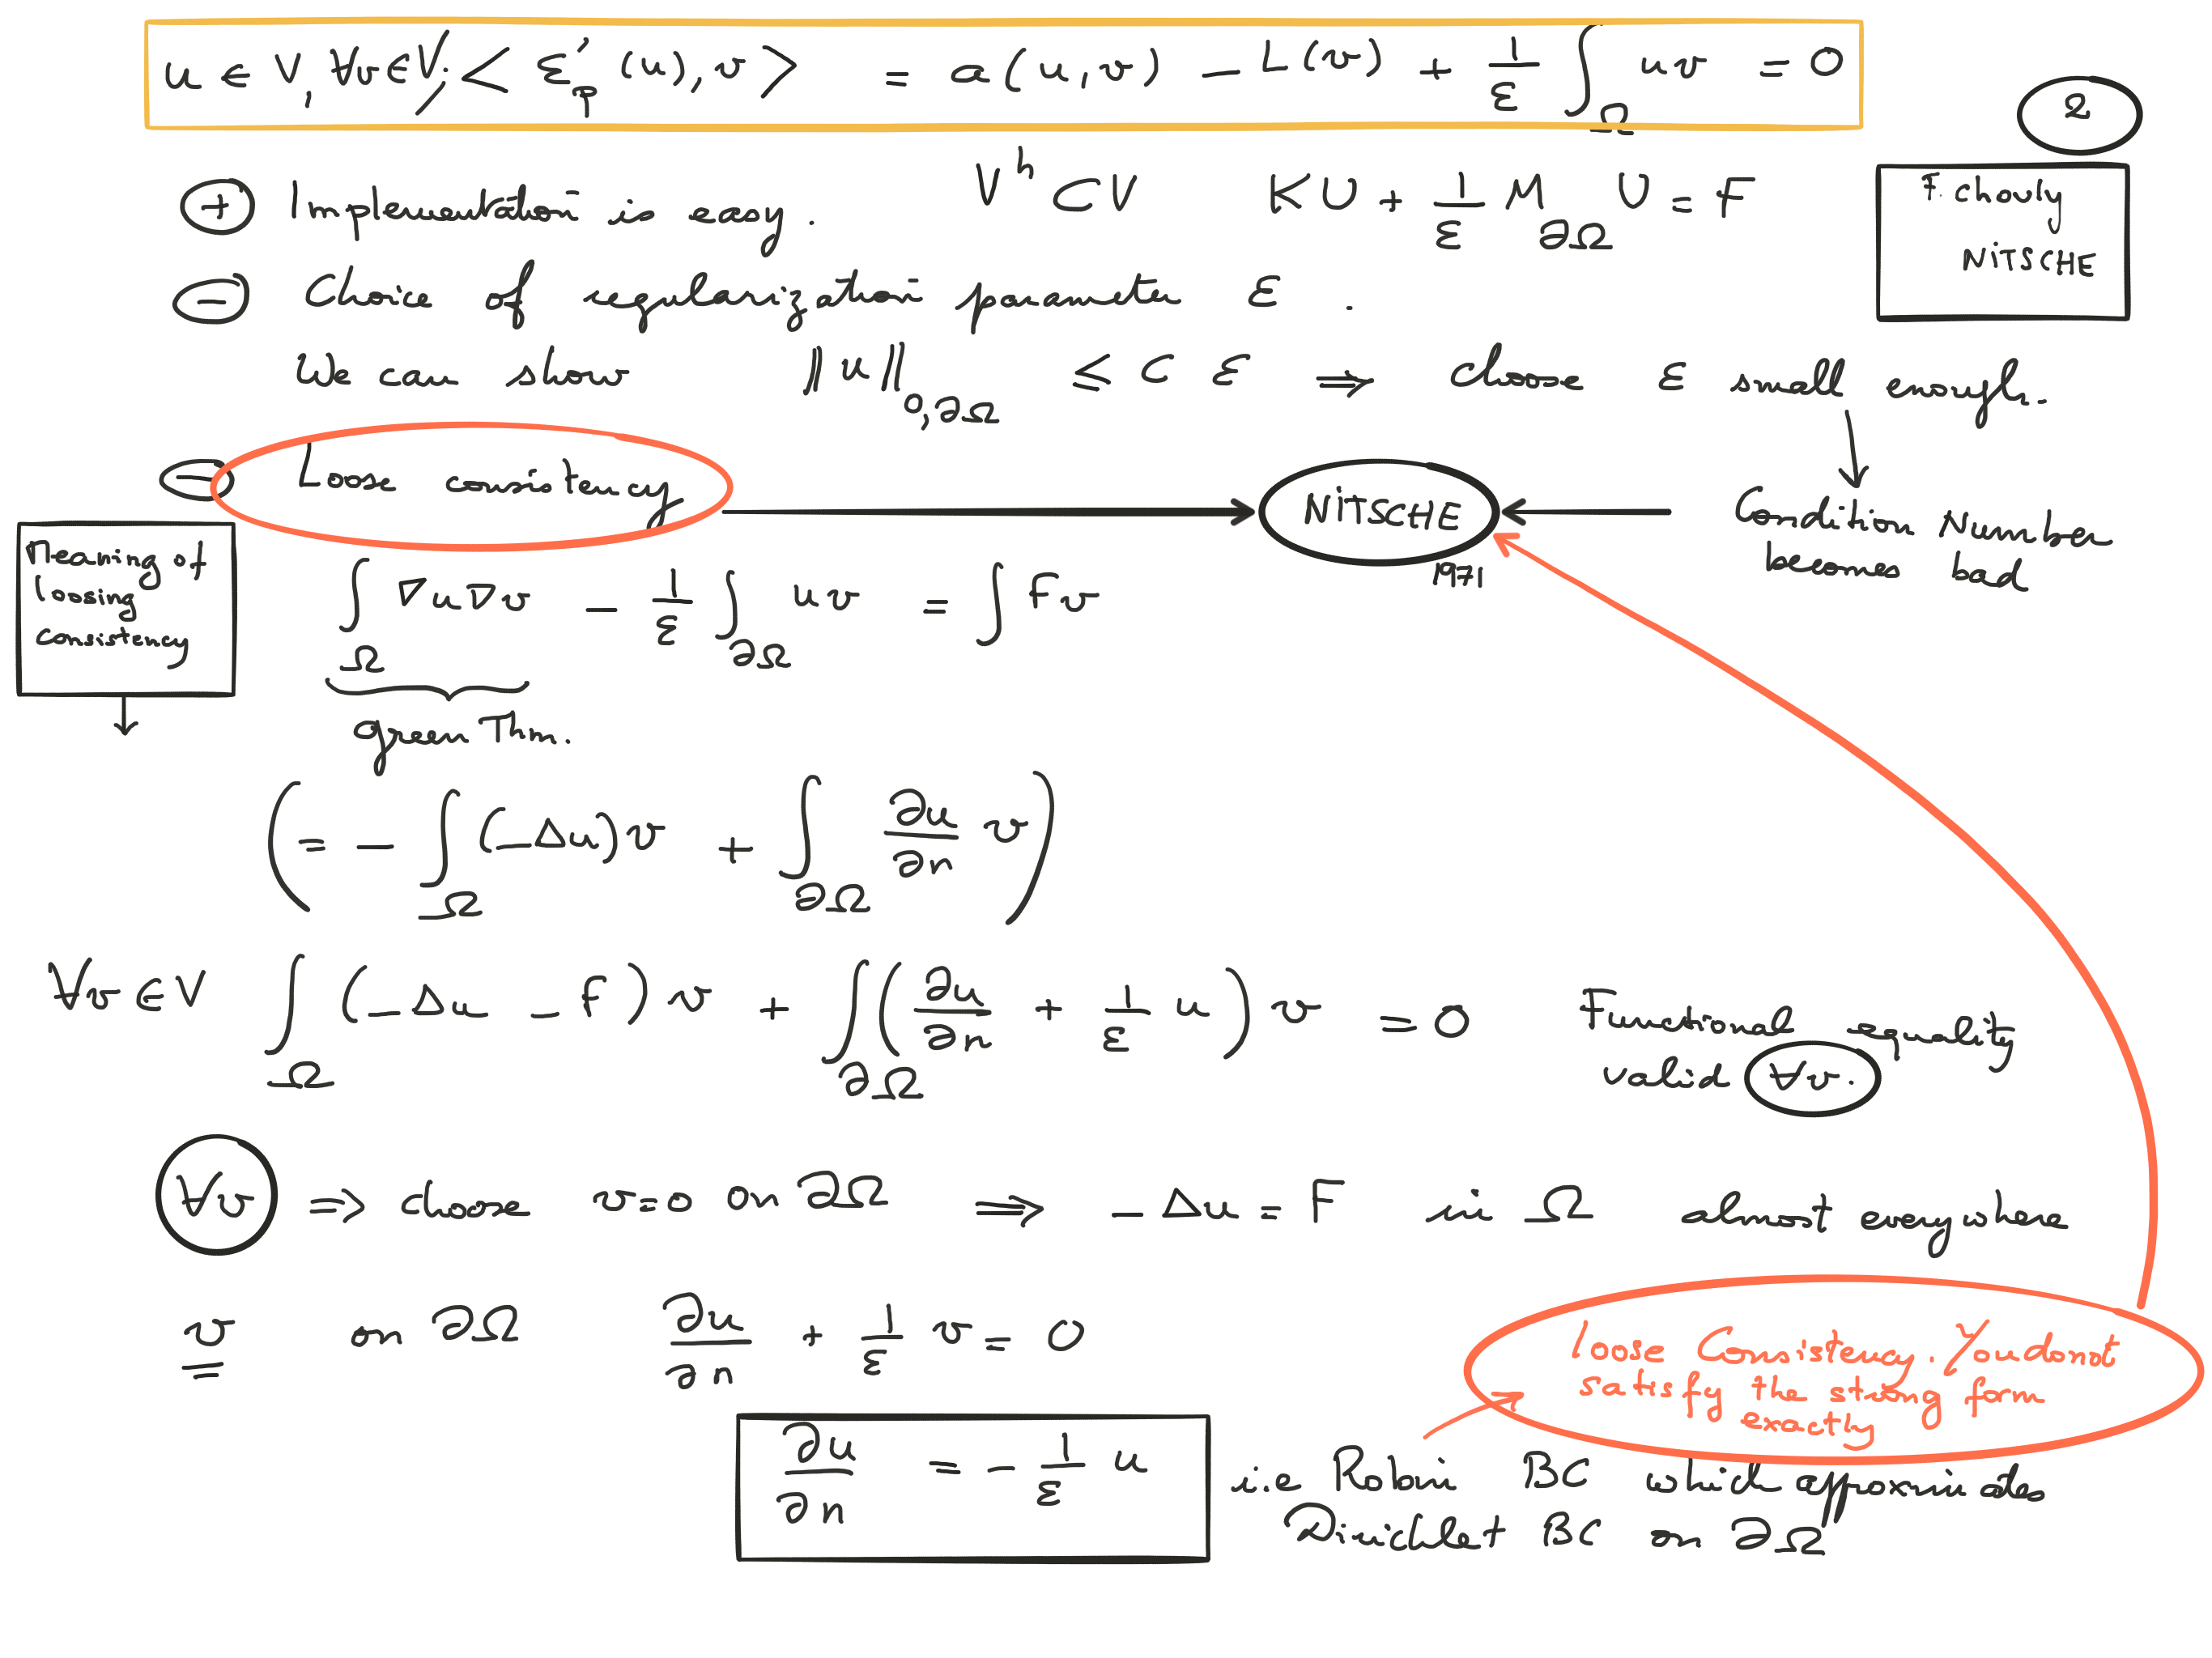 u ∈ V, ∀v ∈ V; < ε'_p (u), v > = a(u,v) - L(v) + 1/ε ∫_Ω uv = 0
2
(+) Implementation is easy. V^h ⊂ V KU + 1/ε M_∂Ω U = F
F. Chouly
NITSCHE
(-) Choice of regularization parameter ε.
We can show ||u||_0,∂Ω ≤ C ε ⇒ choose ε small enough.
(-) Loose consistency
NITSCHE
1971
Condition Number
becomes bad
Meaning of
loosing
consistency
∫_Ω ∇u∇v - 1/ε ∫_∂Ω uv = ∫ Fv
green Thm.
( = - ∫_Ω (-Δu)v + ∫_∂Ω ∂u/∂n v )
∀v ∈ V ∫_Ω (-Δu - f) v + ∫_∂Ω (∂u/∂n + 1/ε u) v = 0 Functional equality
valid ∀v.
∀v ⇒ choose v=0 on ∂Ω ⇒ - Δu = F in Ω almost everywhere
v on ∂Ω ∂u/∂n + 1/ε v = 0
loose Consistency. You donot
satisfy the strong form
exactly
∂u/∂n = - 1/ε u i.e Robin BC which approximates
Dirichlet BC on ∂Ω